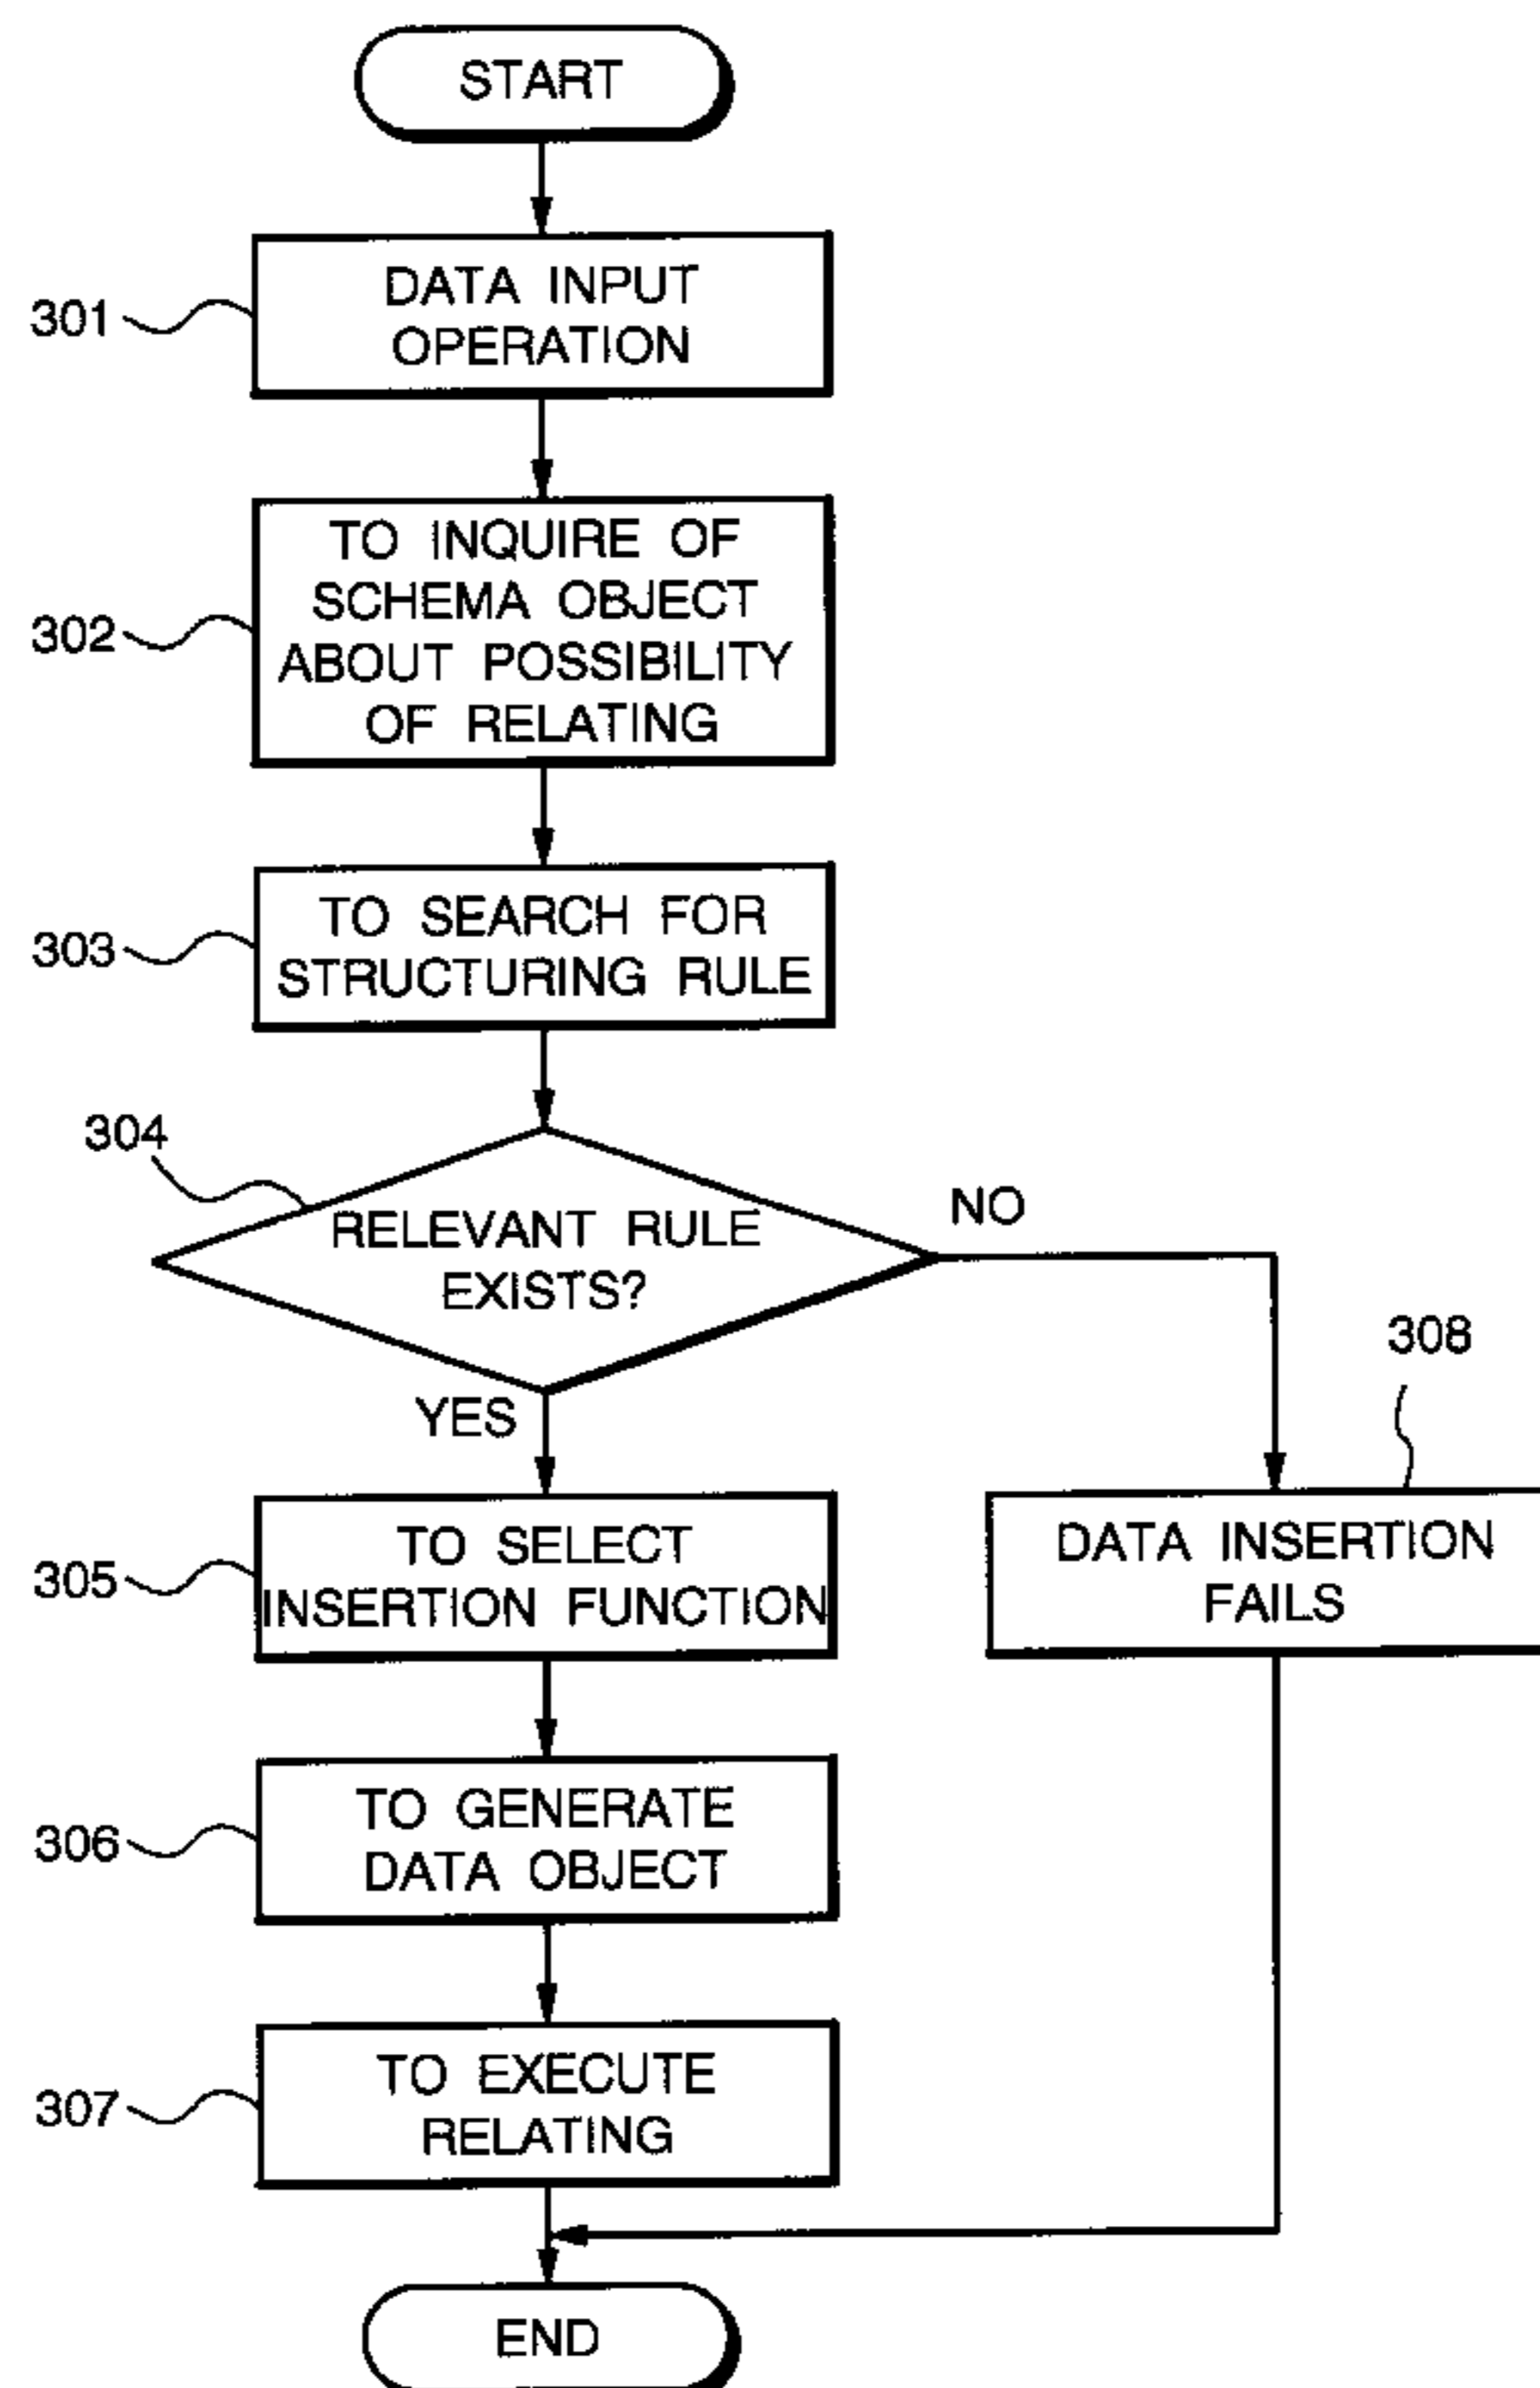 START
301
DATA INPUT
OPERATION
302
TO INQUIRE OF
SCHEMA OBJECT
ABOUT POSSIBILITY
OF RELATING
303
TO SEARCH FOR
STRUCTURING RULE
304
RELEVANT RULE
EXISTS?
NO
YES
308
305
TO SELECT
INSERTION FUNCTION
DATA INSERTION
FAILS
306
TO GENERATE
DATA OBJECT
307
TO EXECUTE
RELATING
END